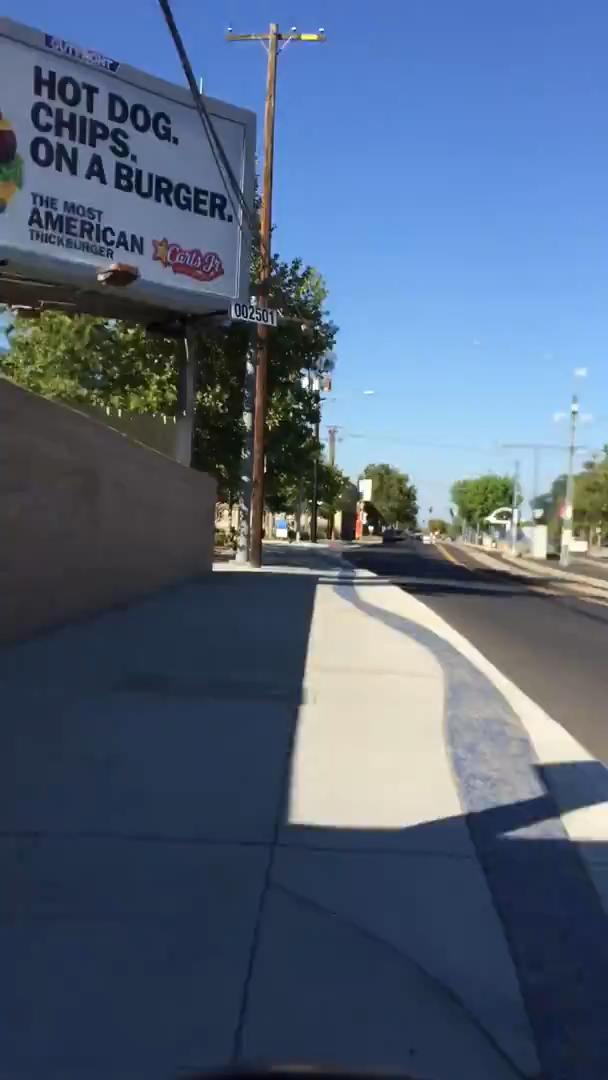 OUTFRONT
HOT DOG.
CHIPS.
ON A BURGER.
THE MOST
AMERICAN
THICKBURGER
Carl's Jr.
002501